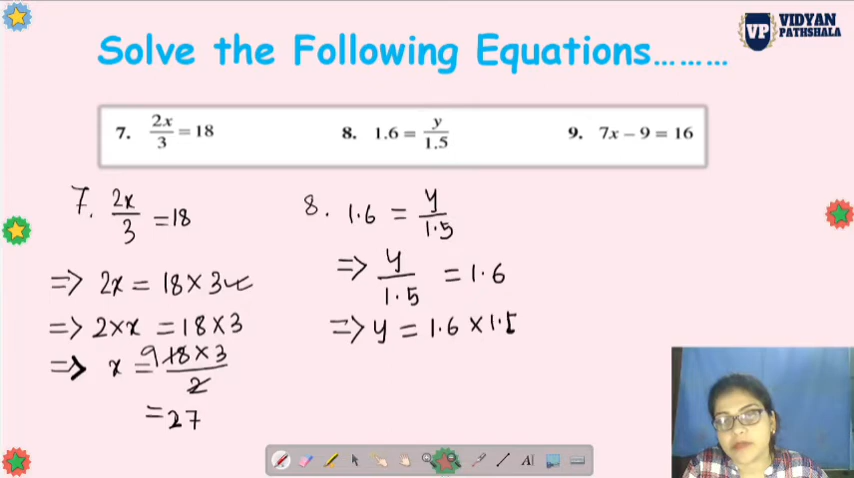 Solve the Following Equations.........
VP VIDYAN
PATHSHALA
7. 2x/3 = 18
8. 1.6 = y/1.5
9. 7x – 9 = 16
7. 2x/3 = 18
=> 2x = 18 × 3
=> 2 × x = 18 × 3
=> x = 9 18 × 3 / 2
= 27
8. 1.6 = y/1.5
=> y/1.5 = 1.6
=> y = 1.6 × 1.5
AI